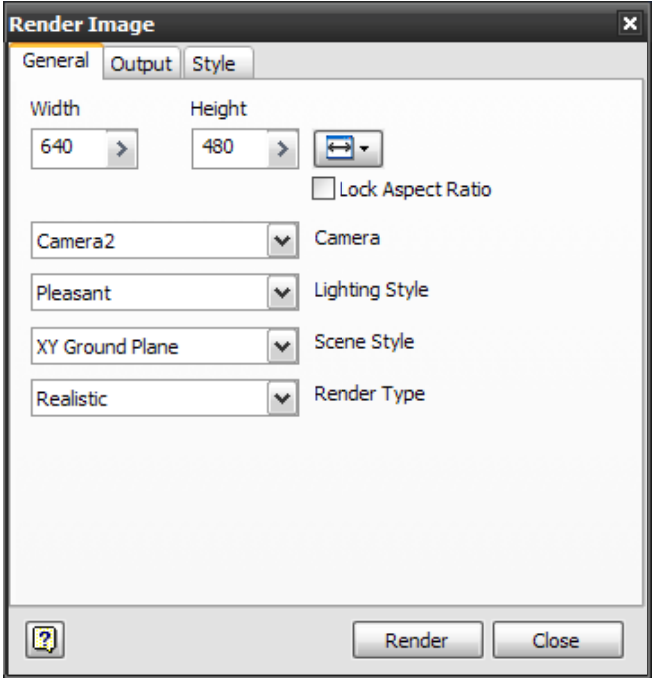 Render Image
General Output Style
Width Height
640 480
Lock Aspect Ratio
Camera2 Camera
Pleasant Lighting Style
XY Ground Plane Scene Style
Realistic Render Type
? Render Close